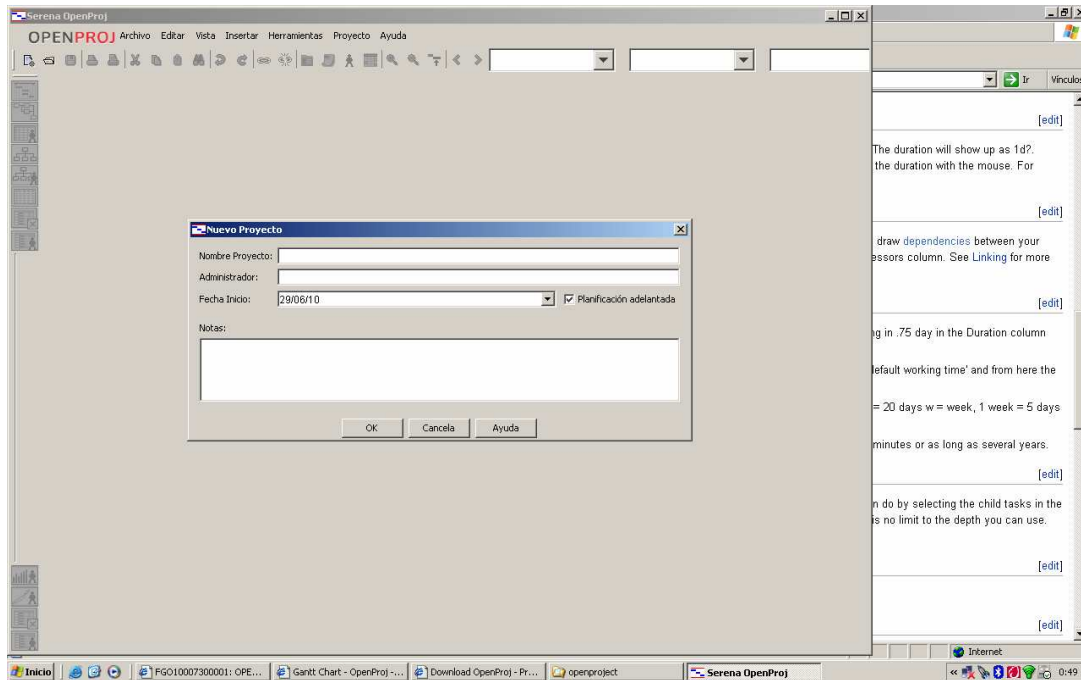 Serena OpenProj
OPENPROJ Archivo Editar Vista Insertar Herramientas Proyecto Ayuda
Ir Vínculos
[edit]
The duration will show up as 1d?.
the duration with the mouse. For
[edit]
draw dependencies between your
essors column. See Linking for more
[edit]
ng in .75 day in the Duration column
default working time' and from here the
= 20 days w = week, 1 week = 5 days
minutes or as long as several years.
[edit]
n do by selecting the child tasks in the
is no limit to the depth you can use.
[edit]
[edit]
Nuevo Proyecto
Nombre Proyecto:
Administrador:
Fecha Inicio: 29/06/10 Planificación adelantada
Notas:
OK Cancela Ayuda
Internet
Inicio FGO10007300001: OPE... Gantt Chart - OpenProj -... Download OpenProj - Pr... openproject Serena OpenProj 0:49